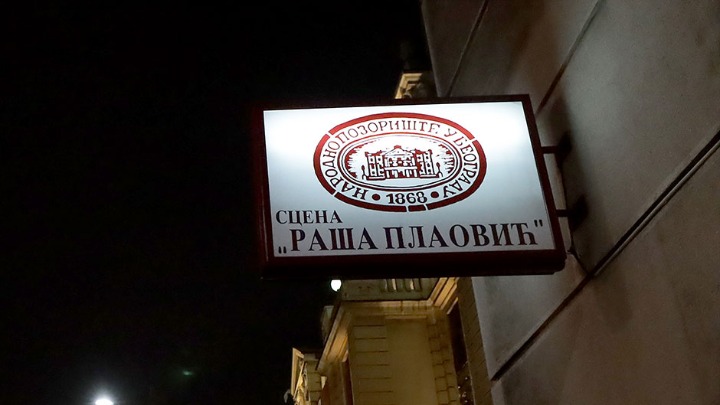 НАРОДНО ПОЗОРИШТЕ У БЕОГРАДУ
• 1868 •
СЦЕНА
„РАША ПЛАОВИЋ"